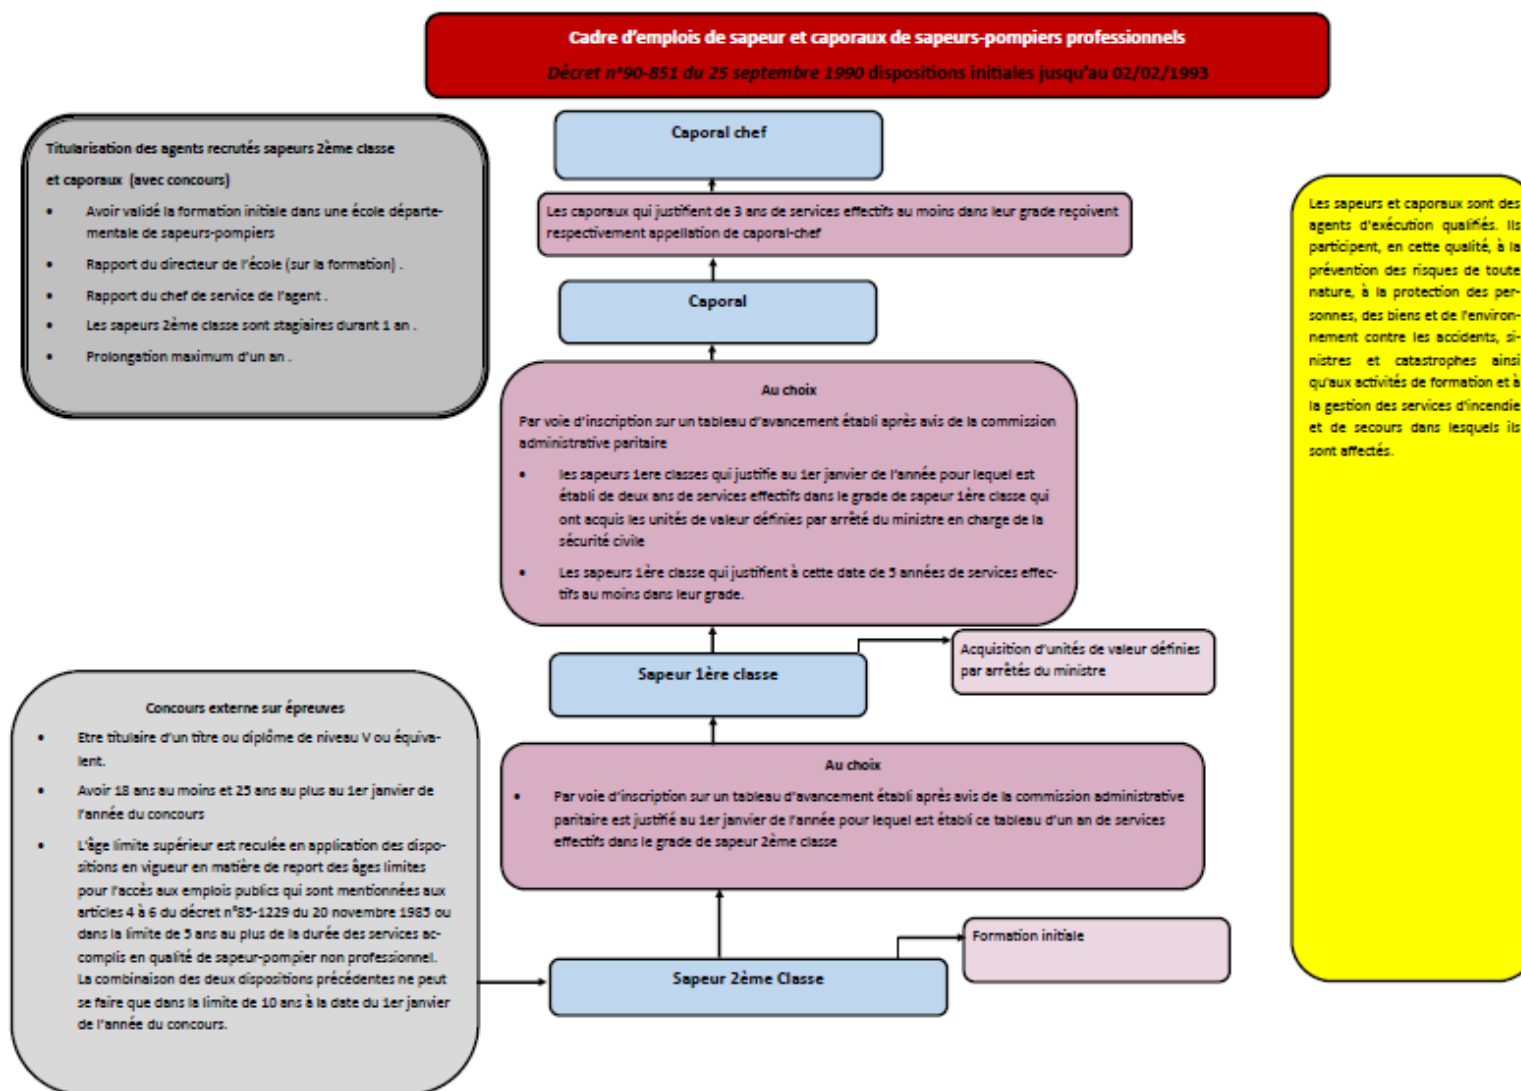 Cadre d'emplois de sapeur et caporaux de sapeurs-pompiers professionnels
Décret n°90-851 du 25 septembre 1990 dispositions initiales jusqu'au 02/02/1993
Titularisation des agents recrutés sapeurs 2ème classe
et caporaux (avec concours)
• Avoir validé la formation initiale dans une école départe-
mentale de sapeurs-pompiers
• Rapport du directeur de l'école (sur la formation) .
• Rapport du chef de service de l'agent .
• Les sapeurs 2ème classe sont stagiaires durant 1 an .
• Prolongation maximum d'un an .
Caporal chef
Les caporaux qui justifient de 3 ans de services effectifs au moins dans leur grade reçoivent
respectivement appellation de caporal-chef
Caporal
Au choix
Par voie d'inscription sur un tableau d'avancement établi après avis de la commission
administrative paritaire
• les sapeurs 1ere classes qui justifie au 1er janvier de l'année pour lequel est
établi de deux ans de services effectifs dans le grade de sapeur 1ère classe qui
ont acquis les unités de valeur définies par arrêté du ministre en charge de la
sécurité civile
• Les sapeurs 1ère classe qui justifient à cette date de 5 années de services effec-
tifs au moins dans leur grade.
Sapeur 1ère classe
Acquisition d'unités de valeur définies
par arrêtés du ministre
Au choix
• Par voie d'inscription sur un tableau d'avancement établi après avis de la commission administrative
paritaire est justifié au 1er janvier de l'année pour lequel est établi ce tableau d'un an de services
effectifs dans le grade de sapeur 2ème classe
Formation initiale
Sapeur 2ème Classe
Concours externe sur épreuves
• Etre titulaire d'un titre ou diplôme de niveau V ou équiva-
lent.
• Avoir 18 ans au moins et 25 ans au plus au 1er janvier de
l'année du concours
• L'âge limite supérieur est reculée en application des dispo-
sitions en vigueur en matière de report des âges limites
pour l'accès aux emplois publics qui sont mentionnées aux
articles 4 à 6 du décret n°85-1229 du 20 novembre 1985 ou
dans la limite de 5 ans au plus de la durée des services ac-
complis en qualité de sapeur-pompier non professionnel.
La combinaison des deux dispositions précédentes ne peut
se faire que dans la limite de 10 ans à la date du 1er janvier
de l'année du concours.
Les sapeurs et caporaux sont des
agents d'exécution qualifiés. Ils
participent, en cette qualité, à la
prévention des risques de toute
nature, à la protection des per-
sonnes, des biens et de l'environ-
nement contre les accidents, si-
nistres et catastrophes ainsi
qu'aux activités de formation et à
la gestion des services d'incendie
et de secours dans lesquels ils
sont affectés.